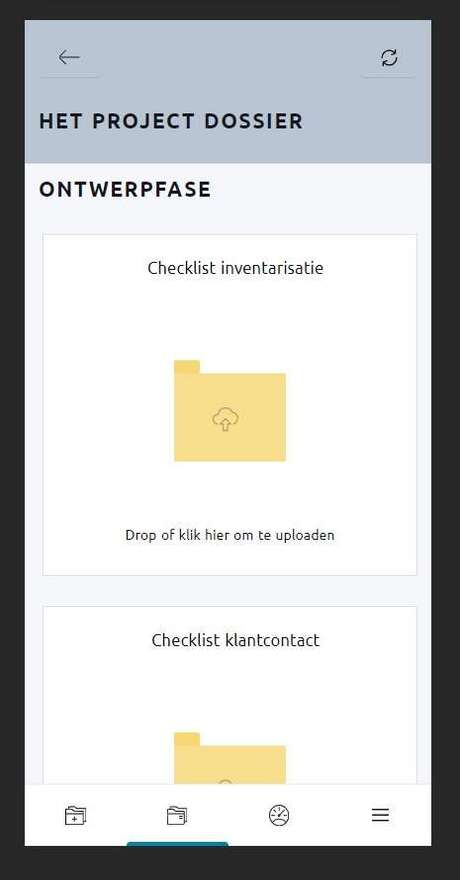 HET PROJECT DOSSIER
ONTWERPFASE
Checklist inventarisatie
Drop of klik hier om te uploaden
Checklist klantcontact